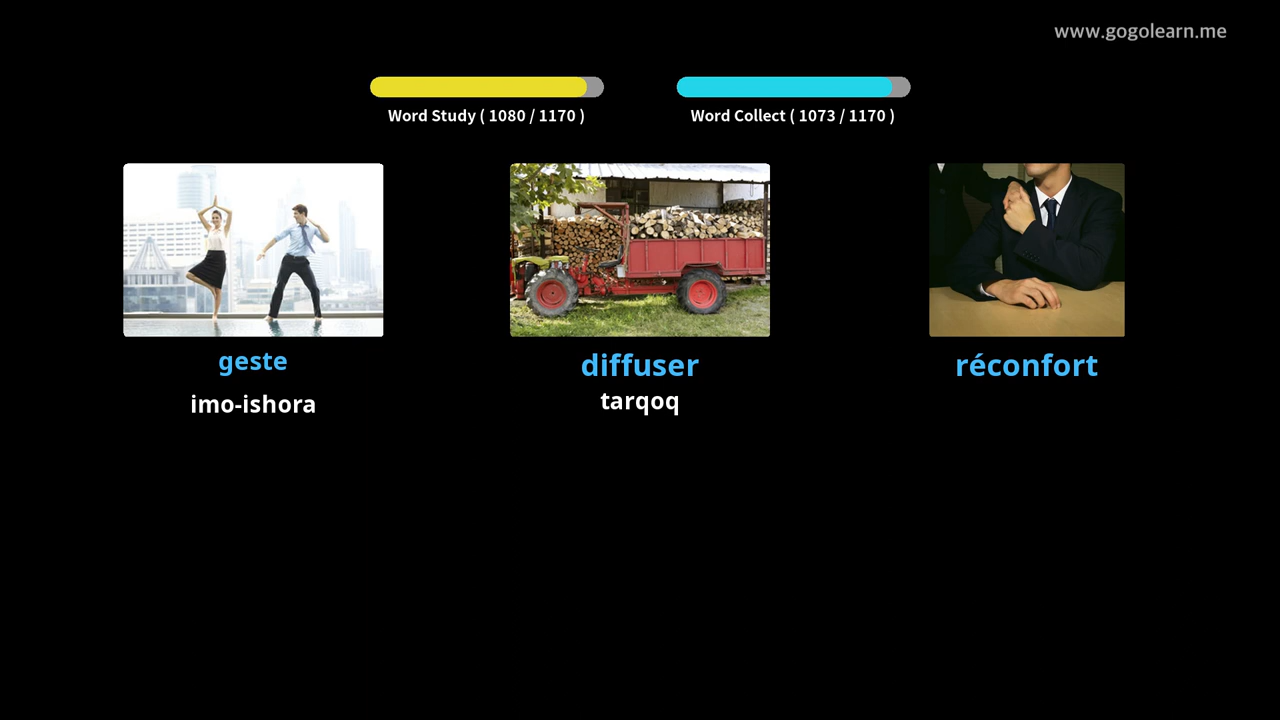 www.gogolearn.me
Word Study ( 1080 / 1170 )
Word Collect ( 1073 / 1170 )
geste
diffuser
réconfort
imo-ishora
tarqoq